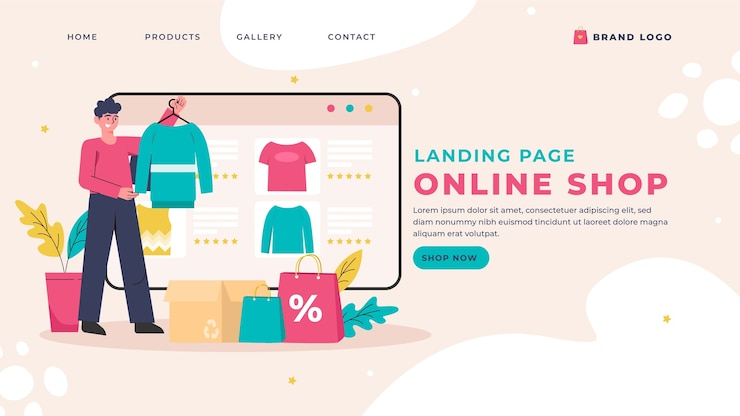 HOME PRODUCTS GALLERY CONTACT BRAND LOGO
LANDING PAGE
ONLINE SHOP
Lorem ipsum dolor sit amet, consectetuer adipiscing elit, sed
diam nonummy nibh euismod tincidunt ut laoreet dolore magna
aliquam erat volutpat.
SHOP NOW
%